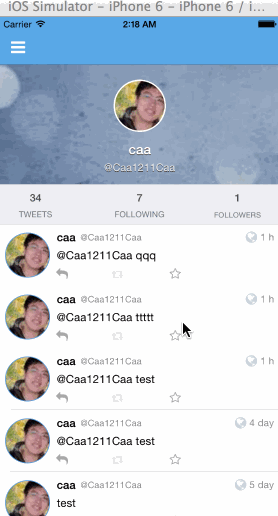 iOS Simulator – iPhone 6 – iPhone 6 / i…
Carrier 2:18 AM
caa
@Caa1211Caa
34 7 1
TWEETS FOLLOWING FOLLOWERS
caa @Caa1211Caa 1 h
@Caa1211Caa qqq
caa @Caa1211Caa 1 h
@Caa1211Caa ttttt
caa @Caa1211Caa 1 h
@Caa1211Caa test
caa @Caa1211Caa 4 day
@Caa1211Caa test
caa @Caa1211Caa 5 day
test